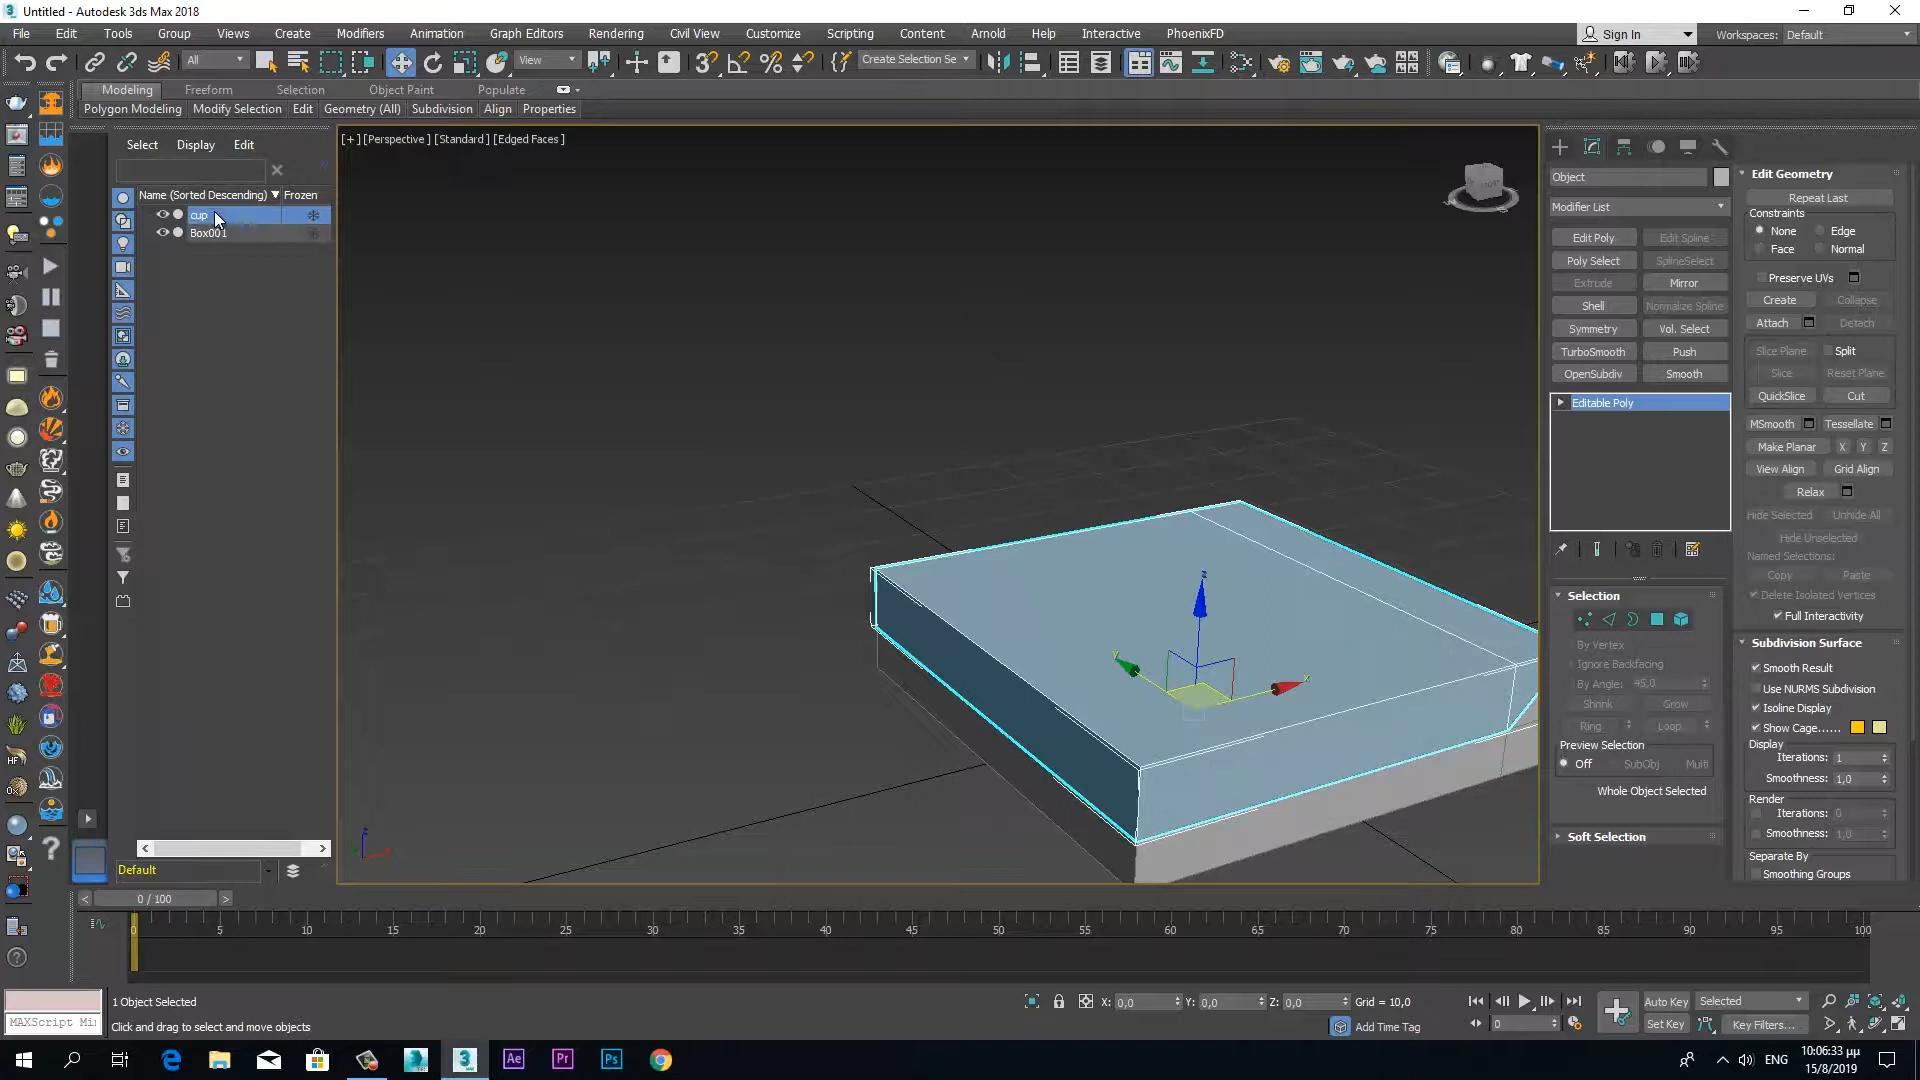 Untitled - Autodesk 3ds Max 2018
File Edit Tools Group Views Create Modifiers Animation Graph Editors Rendering Civil View Customize Scripting Content Arnold Help Interactive PhoenixFD Sign In Workspaces: Default
All View Create Selection Se
Modeling Freeform Selection Object Paint Populate
Polygon Modeling Modify Selection Edit Geometry (All) Subdivision Align Properties
Select Display Edit
[+] [Perspective] [Standard] [Edged Faces]
Name (Sorted Descending) Frozen
cup
Box001
Default
Object
Modifier List
Edit Poly Edit Spline
Poly Select SplineSelect
Extrude Mirror
Shell Normalize Spline
Symmetry Vol. Select
TurboSmooth Push
OpenSubdiv Smooth
Editable Poly
Selection
By Vertex
Ignore Backfacing
By Angle: 45,0
Shrink Grow
Ring Loop
Preview Selection
Off SubObj Multi
Whole Object Selected
Soft Selection
Edit Geometry
Repeat Last
Constraints
None Edge
Face Normal
Preserve UVs
Create Collapse
Attach Detach
Slice Plane Split
Slice Reset Plane
QuickSlice Cut
MSmooth Tessellate
Make Planar X Y Z
View Align Grid Align
Relax
Hide Selected Unhide All
Hide Unselected
Named Selections:
Copy Paste
Delete Isolated Vertices
Full Interactivity
Subdivision Surface
Smooth Result
Use NURMS Subdivision
Isoline Display
Show Cage......
Display
Iterations: 1
Smoothness: 1,0
Render
Iterations: 0
Smoothness: 1,0
Separate By
Smoothing Groups
< 0 / 100 >
0 5 10 15 20 25 30 35 40 45 50 55 60 65 70 75 80 85 90 95 100
1 Object Selected
X: 0,0 Y: 0,0 Z: 0,0 Grid = 10,0
Auto Key Selected
MAXScript Mi
Click and drag to select and move objects
Add Time Tag
0
Set Key Key Filters...
Ae Pr Ps
ENG
10:06:33 μμ
15/8/2019